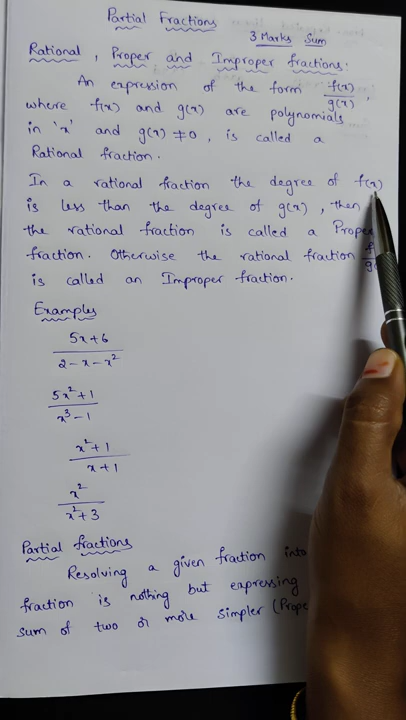 Partial Fractions
3 Marks Sum
Rational, Proper and Improper fractions.
An expression of the form f(x)/g(x),
where f(x) and g(x) are polynomials
in 'x' and g(x) ≠ 0, is called a
Rational fraction.
In a rational fraction the degree of f(x)
is less than the degree of g(x), then
the rational fraction is called a Proper
fraction. Otherwise the rational fraction
is called an Improper fraction.
Examples
5x+6
2-x-x²
5x²+1
x³-1
x²+1
x+1
x²
x²+3
Partial fractions
Resolving a given fraction into
fraction is nothing but expressing
sum of two or more simpler (Prope